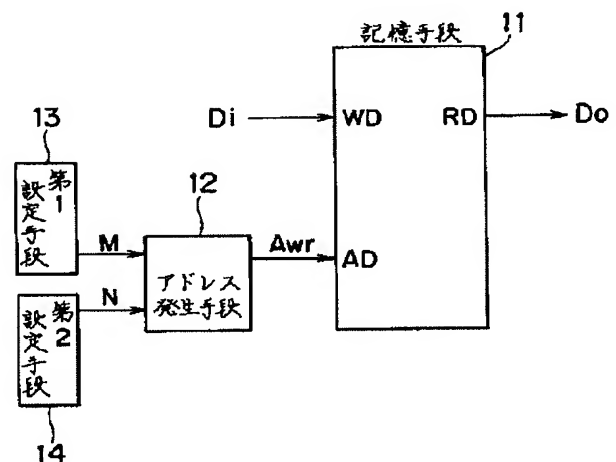 記憶手段
11
Di
WD
RD
Do
13
第1
設定手段
M
12
アドレス
発生手段
Awr
AD
N
第2
設定手段
14